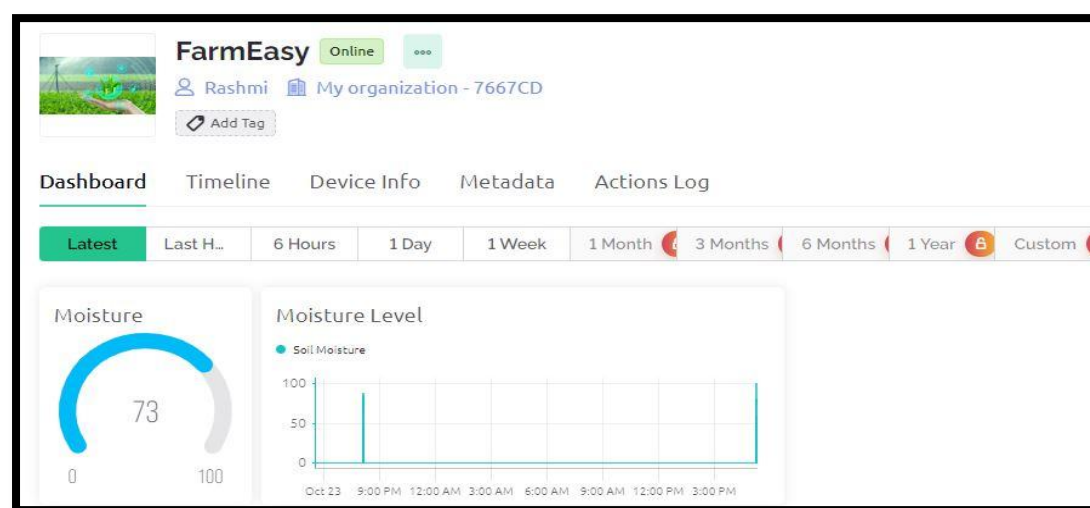 FarmEasy Online
Rashmi My organization - 7667CD
Add Tag
Dashboard Timeline Device Info Metadata Actions Log
Latest Last H... 6 Hours 1 Day 1 Week 1 Month 3 Months 6 Months 1 Year Custom
Moisture
73
0 100
Moisture Level
Soil Moisture
100
50
0
Oct 23 9:00 PM 12:00 AM 3:00 AM 6:00 AM 9:00 AM 12:00 PM 3:00 PM